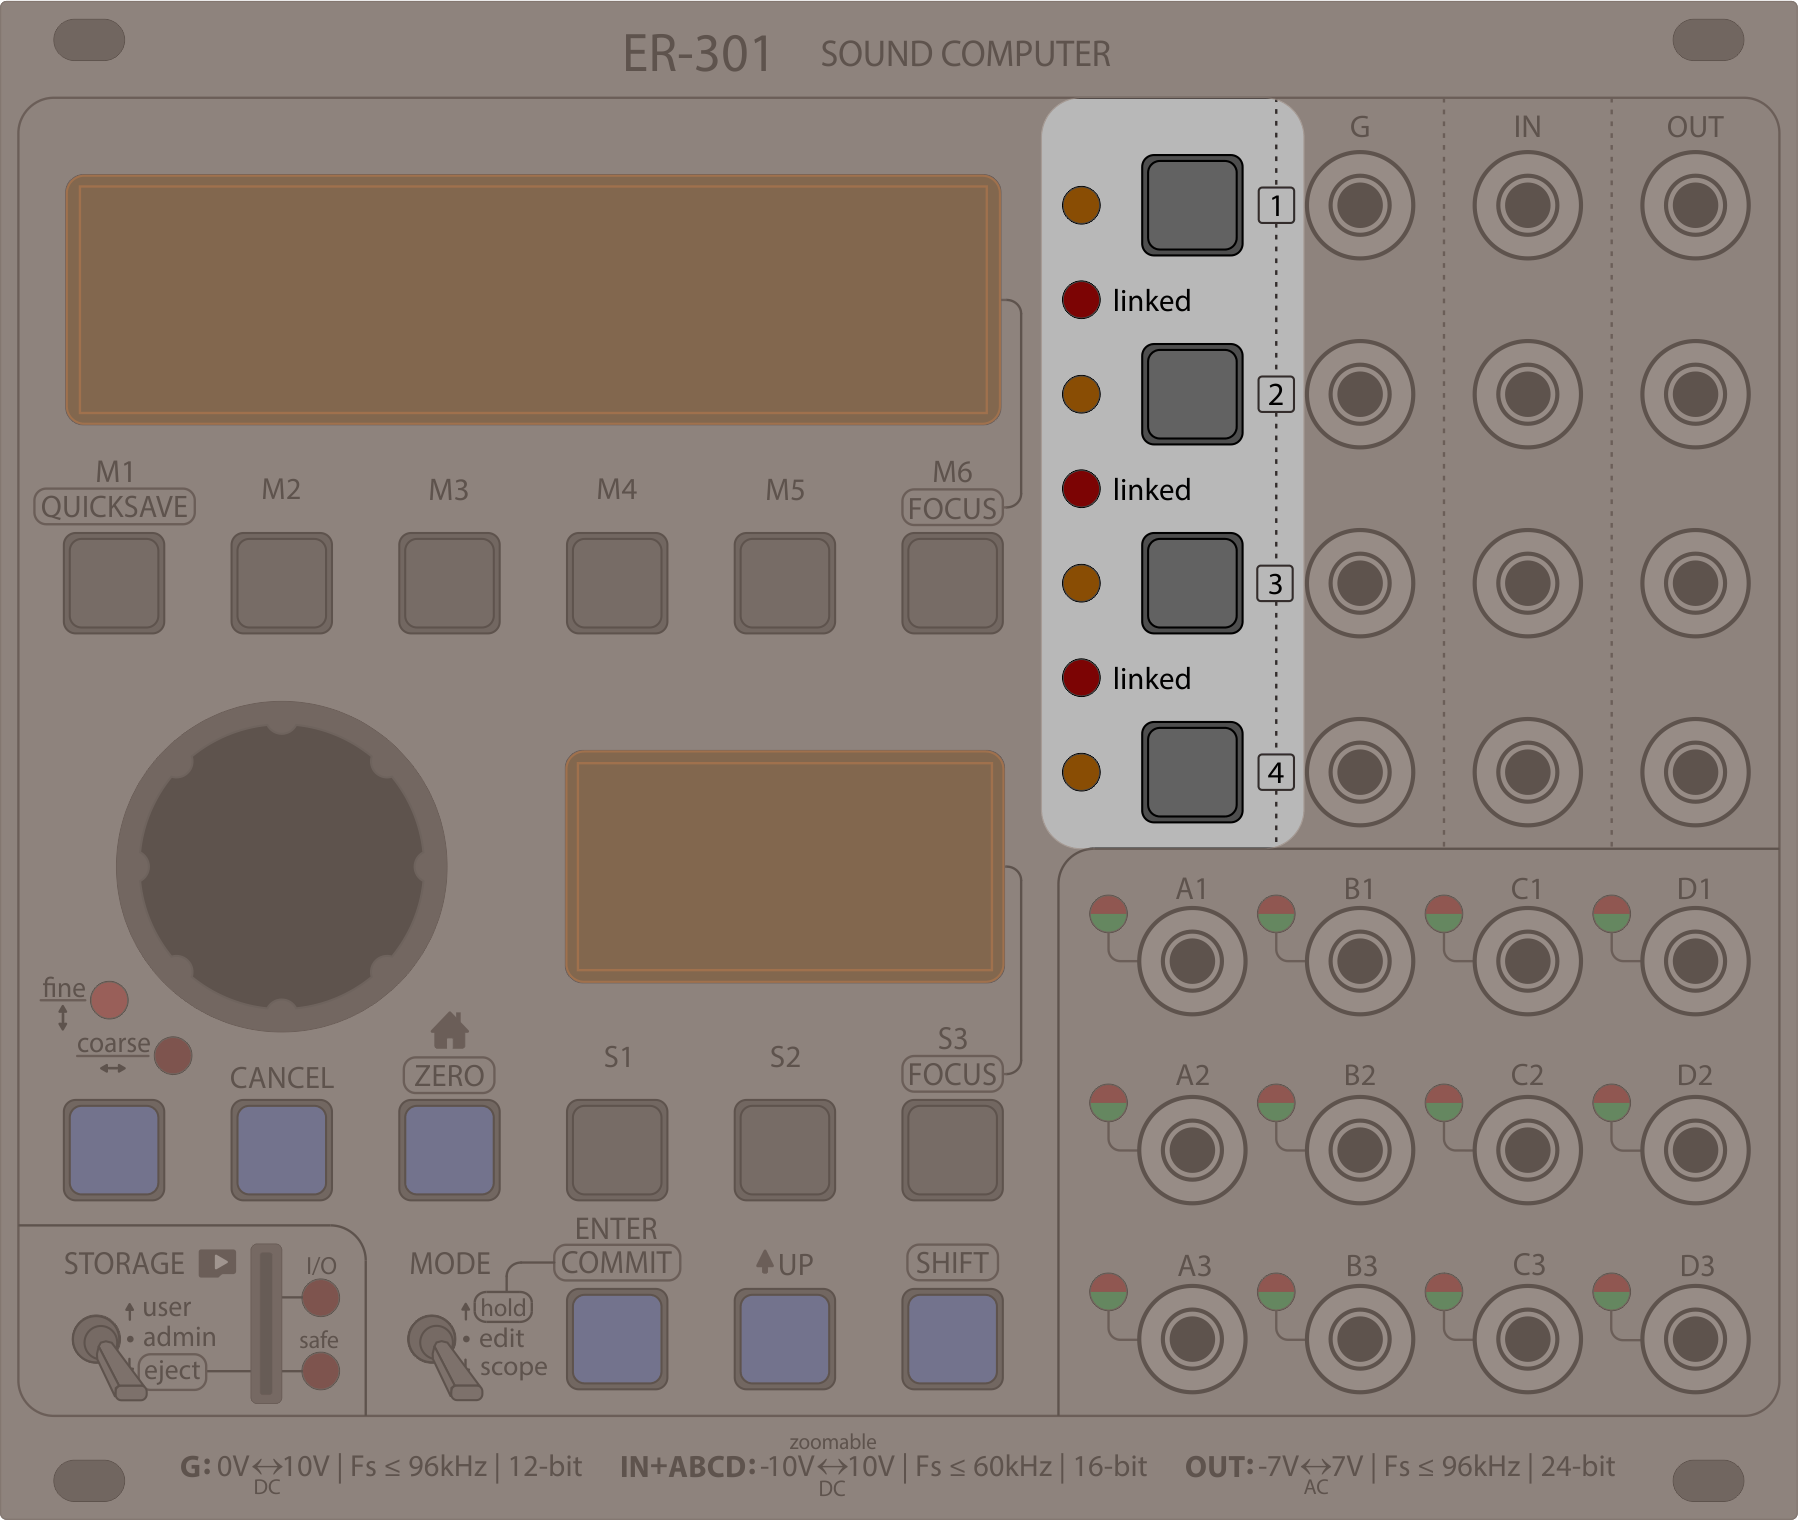 ER-301 SOUND COMPUTER
G IN OUT
1
linked
2
linked
3
linked
4
M1 M2 M3 M4 M5 M6
QUICKSAVE FOCUS
fine
coarse
CANCEL
ZERO
S1 S2 S3
FOCUS
A1 B1 C1 D1
A2 B2 C2 D2
A3 B3 C3 D3
STORAGE
user
admin
eject
I/O
safe
MODE
hold
edit
scope
ENTER
COMMIT
UP
SHIFT
G: 0V↔10V | Fs ≤ 96kHz | 12-bit
DC
zoomable
IN+ABCD: -10V↔10V | Fs ≤ 60kHz | 16-bit
DC
OUT: -7V↔7V | Fs ≤ 96kHz | 24-bit
AC